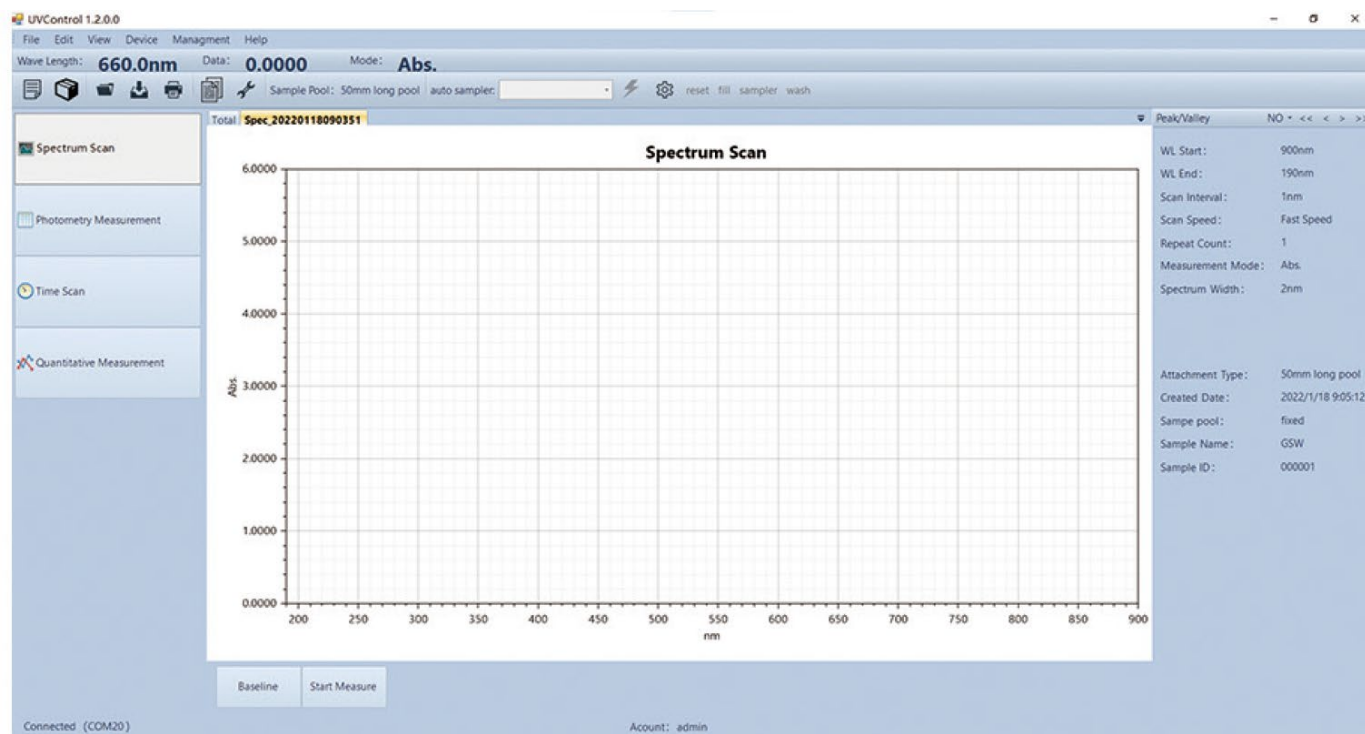 UVControl 1.2.0.0
File Edit View Device Managment Help
Wave Length: 660.0nm Data: 0.0000 Mode: Abs.
Sample Pool: 50mm long pool auto sampler: reset fill sampler wash
Spectrum Scan
Photometry Measurement
Time Scan
Quantitative Measurement
Total Spec_20220118090351
Spectrum Scan
6.0000
5.0000
4.0000
3.0000
2.0000
1.0000
0.0000
Abs.
200 250 300 350 400 450 500 550 600 650 700 750 800 850 900
nm
Baseline Start Measure
Peak/Valley NO << < > >>
WL Start: 900nm
WL End: 190nm
Scan Interval: 1nm
Scan Speed: Fast Speed
Repeat Count: 1
Measurement Mode: Abs.
Spectrum Width: 2nm
Attachment Type: 50mm long pool
Created Date: 2022/1/18 9:05:12
Sampe pool: fixed
Sample Name: GSW
Sample ID: 000001
Connected (COM20) Acount: admin